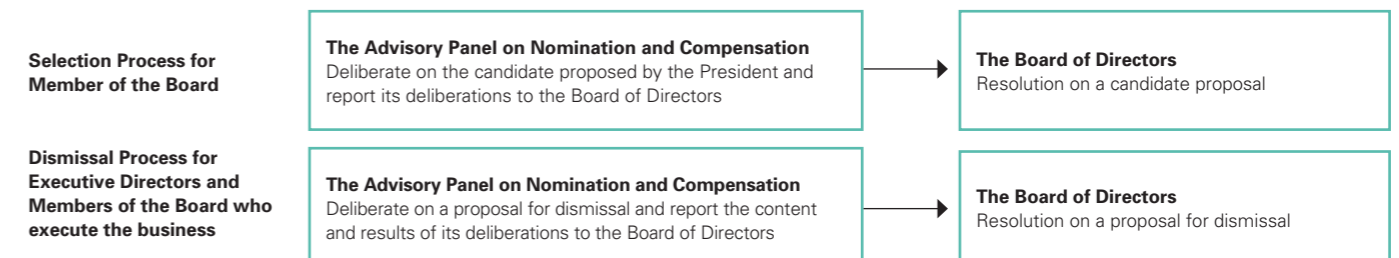 Selection Process for
Member of the Board
The Advisory Panel on Nomination and Compensation
Deliberate on the candidate proposed by the President and
report its deliberations to the Board of Directors
The Board of Directors
Resolution on a candidate proposal
Dismissal Process for
Executive Directors and
Members of the Board who
execute the business
The Advisory Panel on Nomination and Compensation
Deliberate on a proposal for dismissal and report the content
and results of its deliberations to the Board of Directors
The Board of Directors
Resolution on a proposal for dismissal